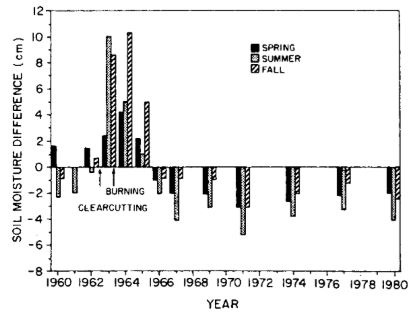 SOIL MOISTURE DIFFERENCE (cm)
12
10
8
6
4
2
0
-2
-4
-6
-8
SPRING
SUMMER
FALL
BURNING
CLEARCUTTING
1960 1962 1964 1966 1968 1970 1972 1974 1976 1978 1980
YEAR